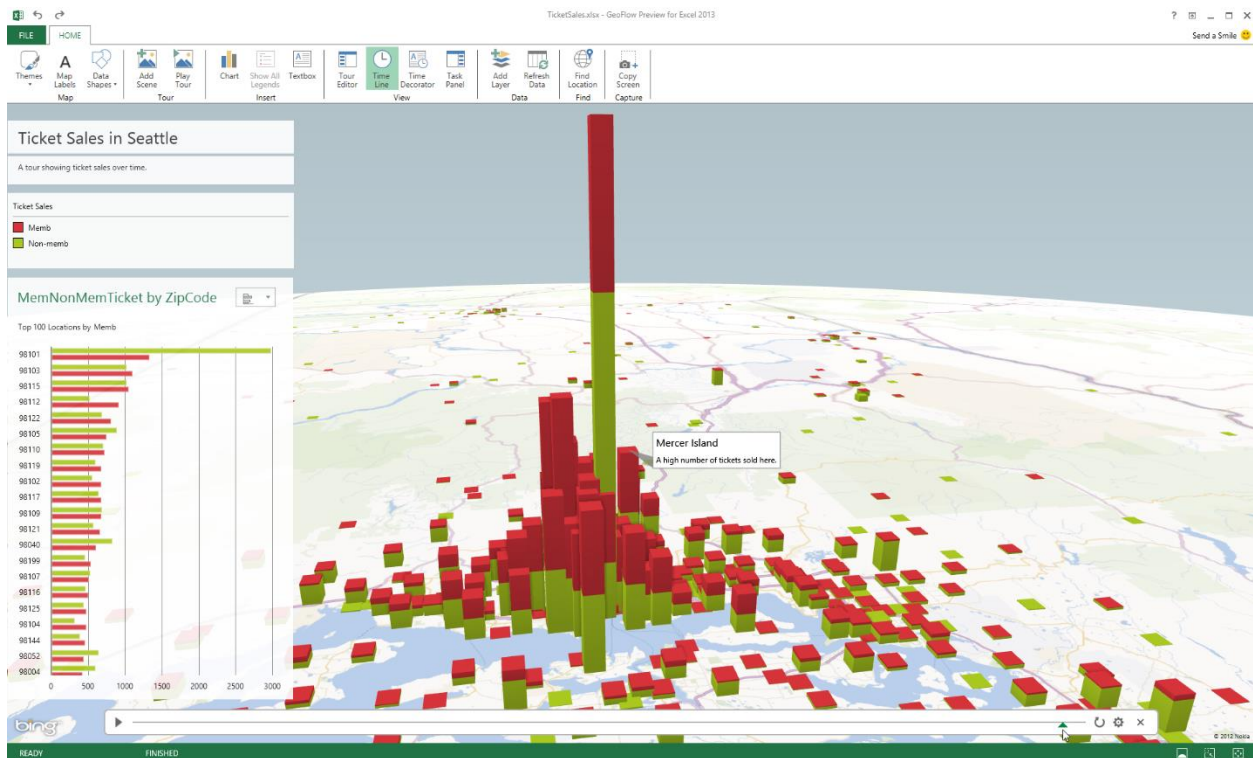 TicketSales.xlsx - GeoFlow Preview for Excel 2013
FILE
HOME
Send a Smile
Themes
Map Labels
Data Shapes
Map
Add Scene
Play Tour
Tour
Chart
Show All Legends
Textbox
Insert
Tour Editor
Time Line
Time Decorator
Task Panel
View
Add Layer
Refresh Data
Data
Find Location
Find
Copy Screen
Capture
Ticket Sales in Seattle
A tour showing ticket sales over time.
Ticket Sales
Memb
Non-memb
MemNonMemTicket by ZipCode
Top 100 Locations by Memb
98101
98103
98115
98112
98122
98105
98110
98119
98102
98117
98109
98121
98040
98199
98107
98116
98125
98104
98144
98052
98004
0 500 1000 1500 2000 2500 3000
Mercer Island
A high number of tickets sold here.
bing
© 2012 Nokia
READY
FINISHED